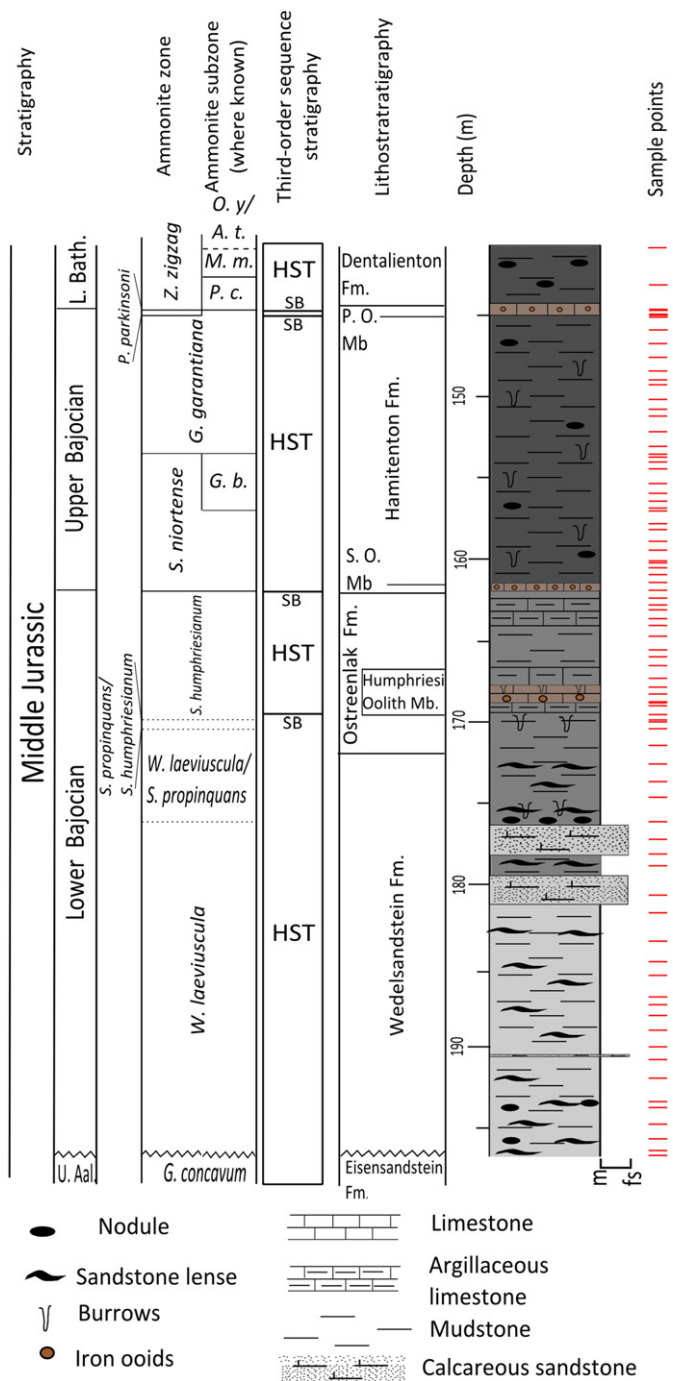 Stratigraphy
Ammonite zone
Ammonite subzone
(where known)
Third-order sequence
stratigraphy
Lithostratratigraphy
Depth (m)
Sample points
Middle Jurassic
L. Bath.
Upper Bajocian
Lower Bajocian
U. Aal.
P. parkinsoni
S. propinquans/
S. humphriesianum
Z. zigzag
G. garantiana
S. niortense
S. humphriesianum
W. laeviuscula/
S. propinquans
W. laeviuscula
G. concavum
O. y/
A. t.
M. m.
P. c.
G. b.
HST
SB
SB
HST
SB
HST
SB
HST
Dentalienton
Fm.
P. O.
Mb
Hamitenton Fm.
S. O.
Mb
Ostreenlak Fm.
Humphriesi
Oolith Mb.
Wedelsandstein Fm.
Eisensandstein
Fm.
150
160
170
180
190
m
fs
Nodule
Sandstone lense
Burrows
Iron ooids
Limestone
Argillaceous
limestone
Mudstone
Calcareous sandstone